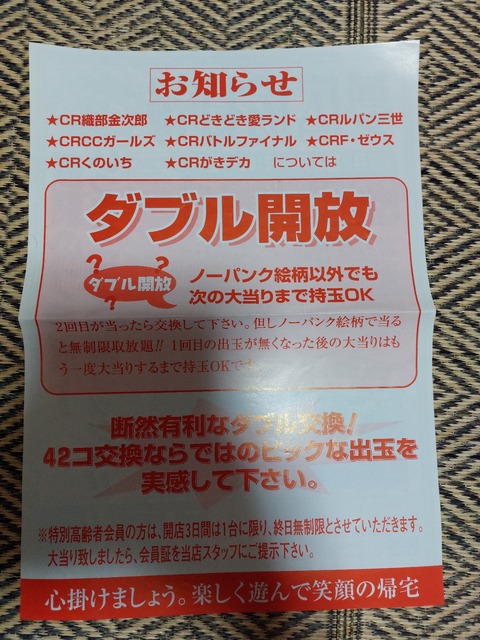 お知らせ
★CR織部金次郎 ★CRどきどき愛ランド ★CRルパン三世
★CRCCガールズ ★CRバトルファイナル ★CRF・ゼウス
★CRくのいち ★CRがきデカ については
ダブル開放
? ? ?
ダブル開放
ノーパンク絵柄以外でも
次の大当りまで持玉OK
2回目が当ったら交換して下さい。但しノーパンク絵柄で当る
と無制限取放題!! 1回目の出玉が無くなった後の大当りはも
う一度大当りするまで持玉OKです。
断然有利なダブル交換!
42コ交換ならではのビックな出玉を
実感して下さい。
※特別高齢者会員の方は、開店3日間は1台に限り、終日無制限とさせていただきます。
大当り致しましたら、会員証を当店スタッフにご提示下さい。
心掛けましょう。楽しく遊んで笑顔の帰宅